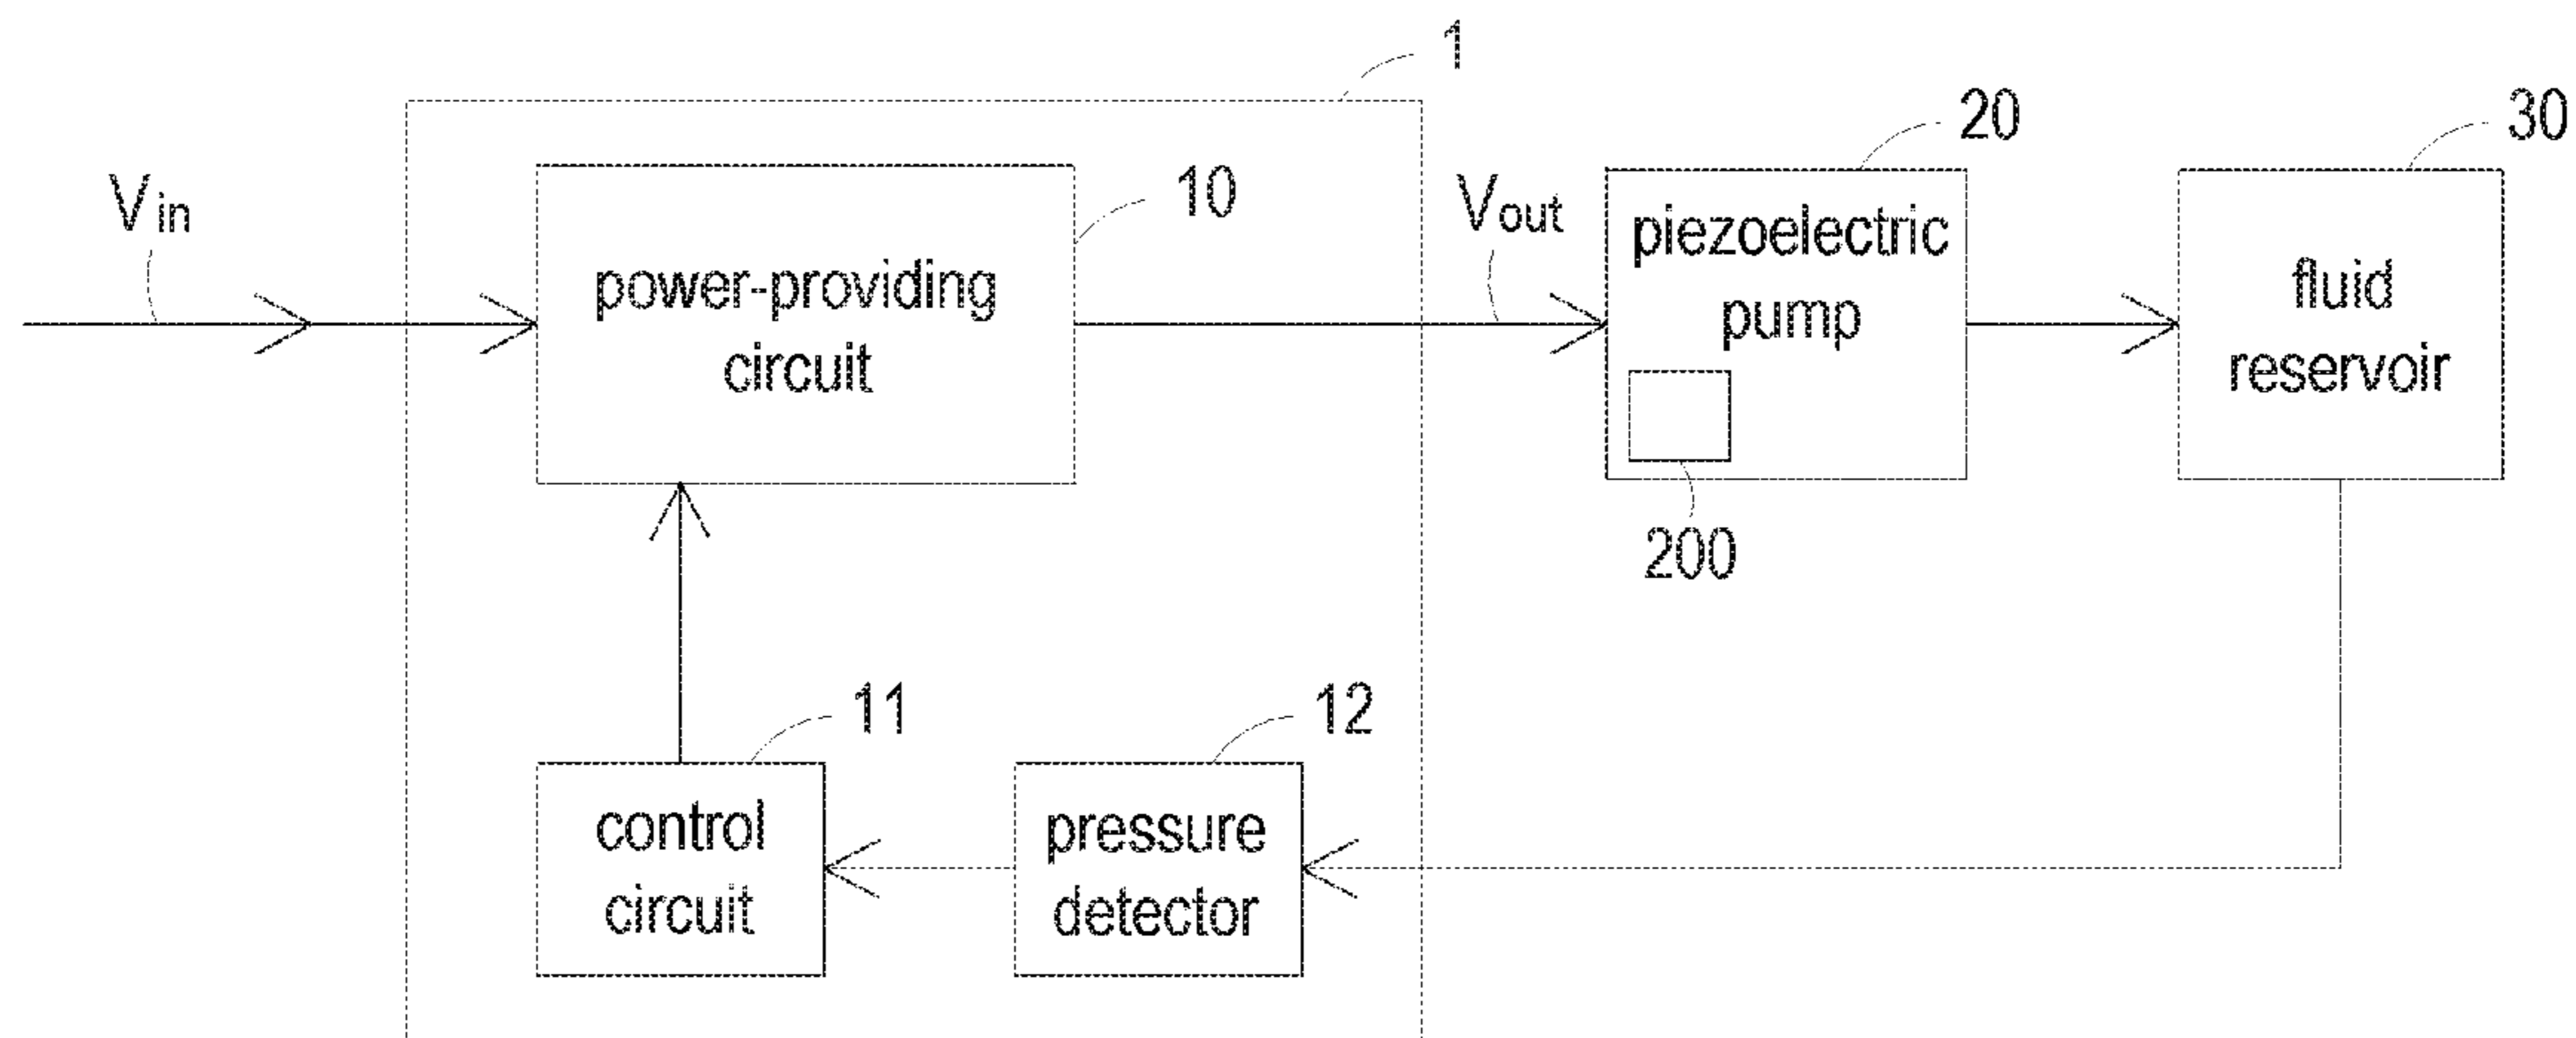 1
20
30
10
Vin
Vout
power-providing
circuit
piezoelectric
pump
fluid
reservoir
200
11
12
control
circuit
pressure
detector